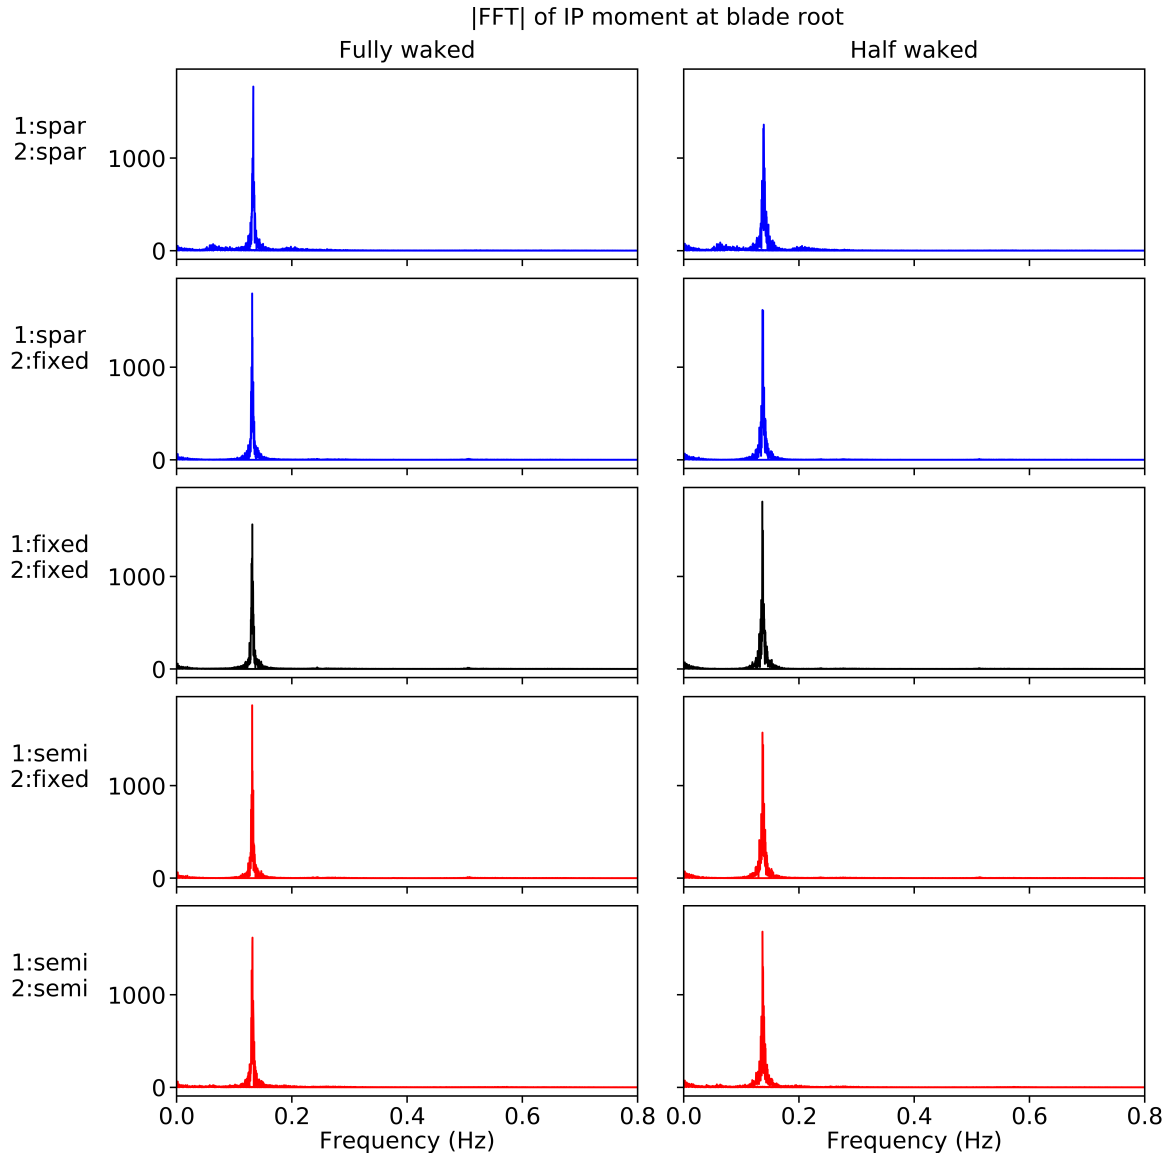 |FFT| of IP moment at blade root
Fully waked
Half waked
1:spar
2:spar
1000
0
1:spar
2:fixed
1000
0
1:fixed
2:fixed
1000
0
1:semi
2:fixed
1000
0
1:semi
2:semi
1000
0
0.0 0.2 0.4 0.6 0.8
0.0 0.2 0.4 0.6 0.8
Frequency (Hz)
Frequency (Hz)